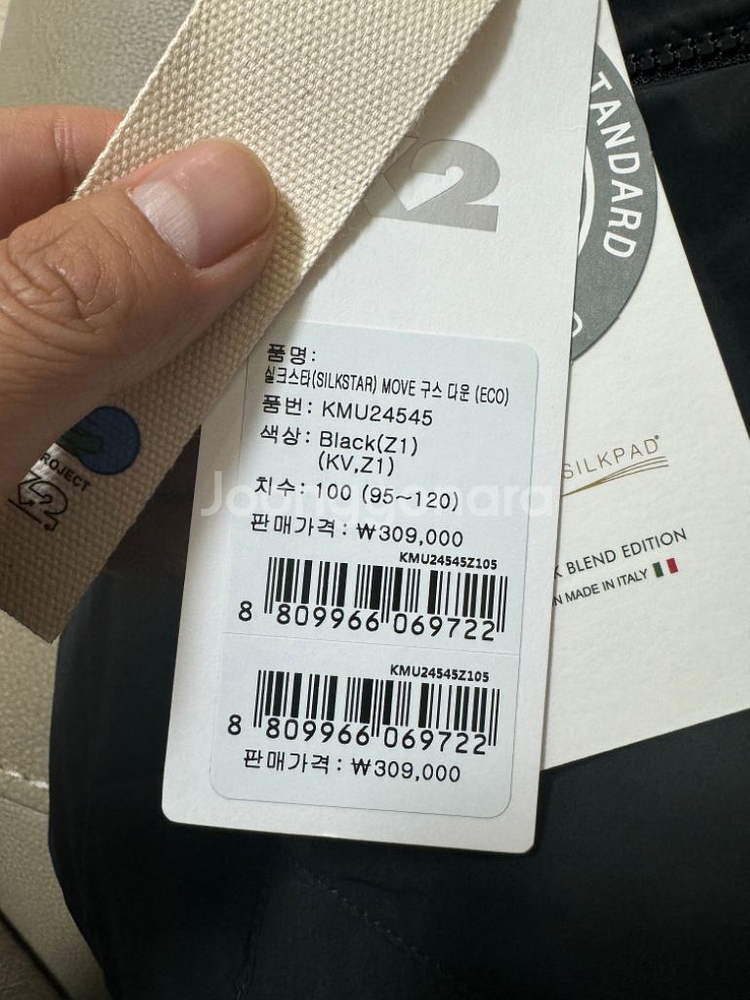 K2
STANDARD
품명:
실크스타(SILKSTAR) MOVE 구스 다운 (ECO)
품번: KMU24545
색상: Black(Z1)
(KV,Z1)
치수: 100 (95~120)
판매가격: ₩309,000
KMU24545Z105
8 809966 069722
KMU24545Z105
8 809966 069722
판매가격: ₩309,000
PROJECT
K2
SILKPAD
BLEND EDITION
MADE IN ITALY
Joonggonara